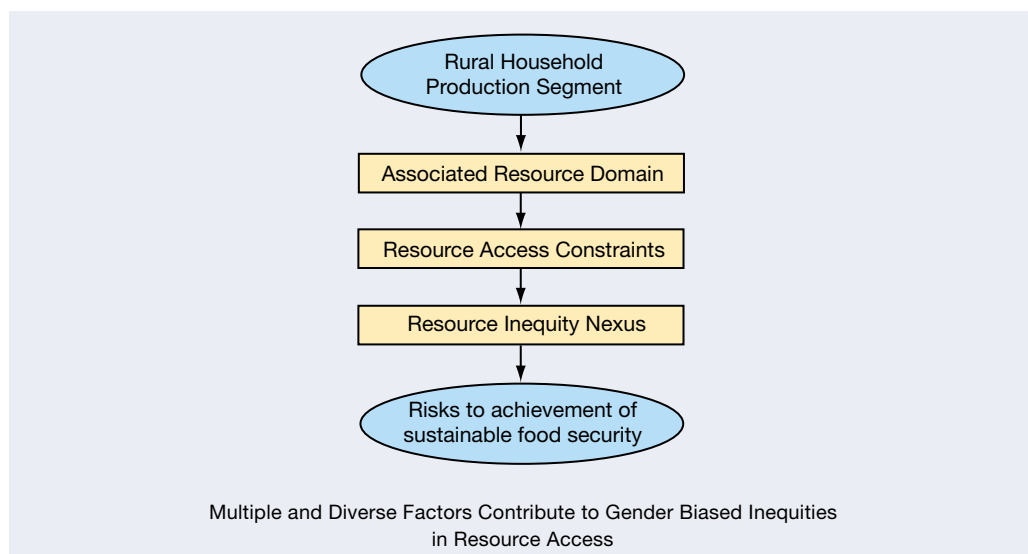 Rural Household
Production Segment
Associated Resource Domain
Resource Access Constraints
Resource Inequity Nexus
Risks to achievement of
sustainable food security
Multiple and Diverse Factors Contribute to Gender Biased Inequities
in Resource Access